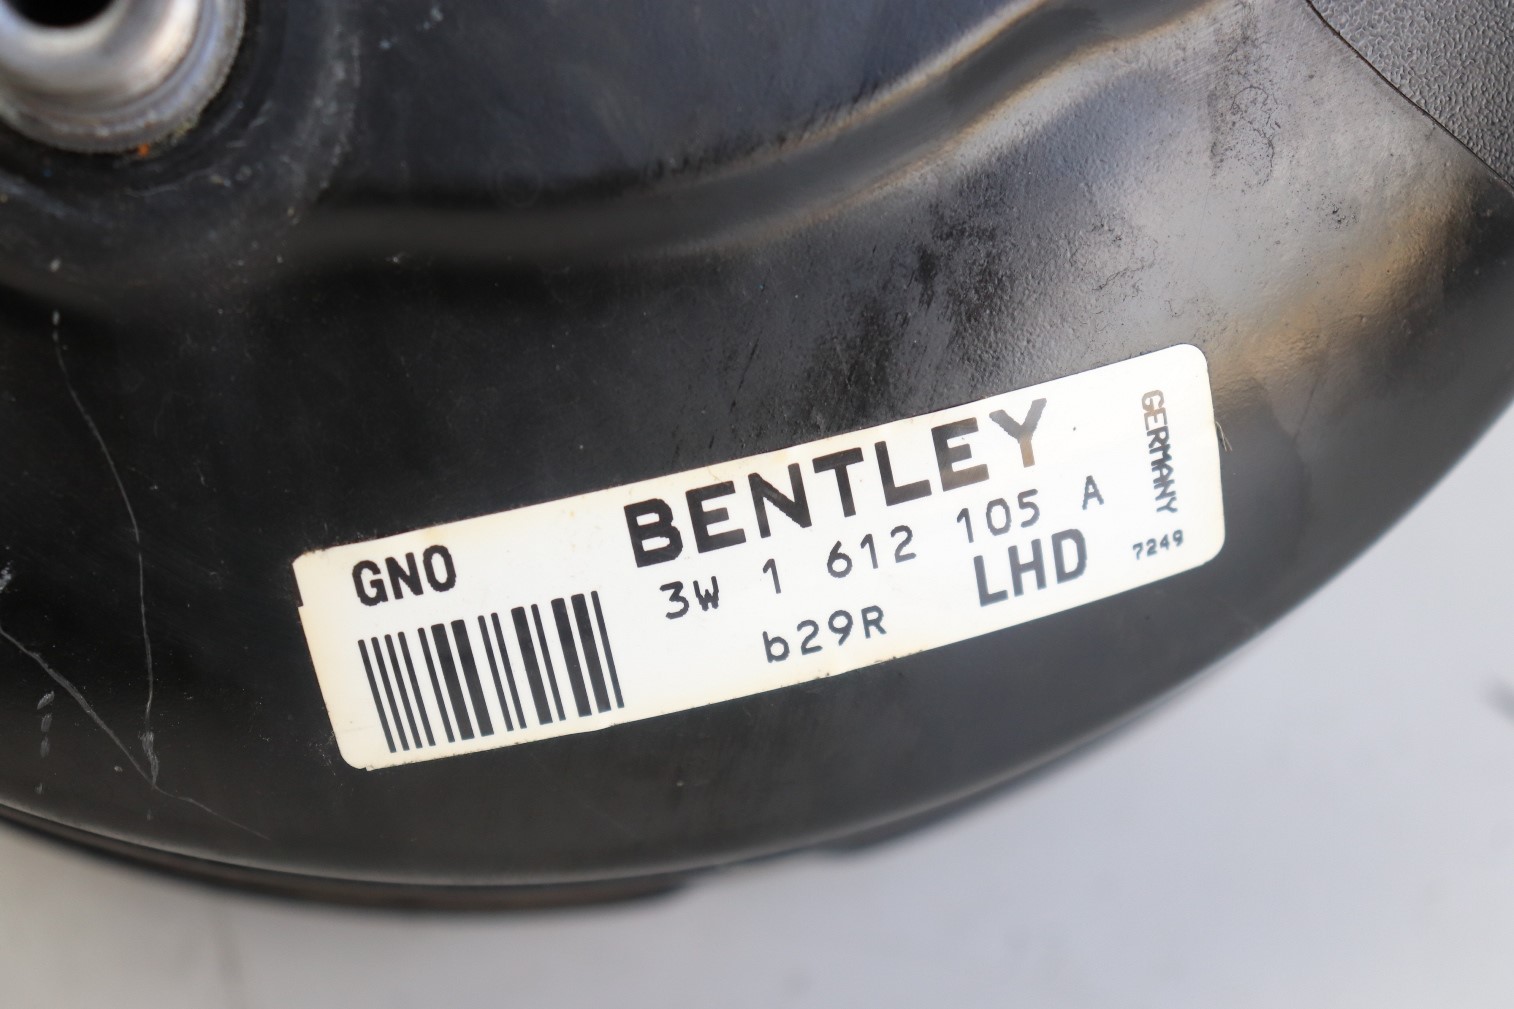 GNO
BENTLEY
3W 1 612 105 A
b29R
LHD
GERMANY
7249